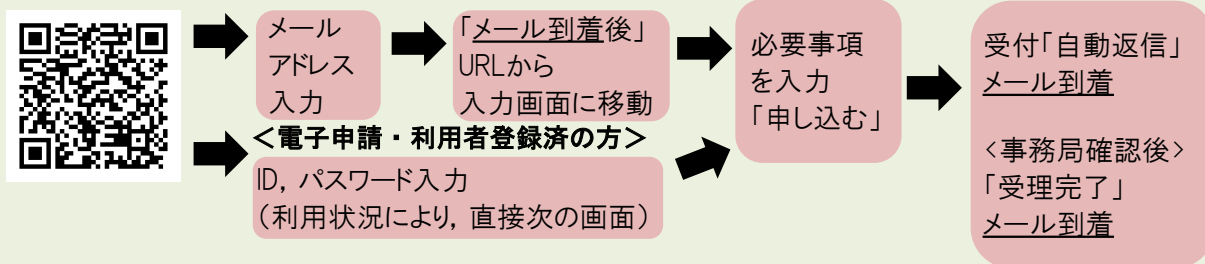 メール
アドレス
入力
「メール到着後」
URLから
入力画面に移動
＜電子申請・利用者登録済の方＞
ID，パスワード入力
（利用状況により，直接次の画面）
必要事項
を入力
「申し込む」
受付「自動返信」
メール到着
<事務局確認後>
「受理完了」
メール到着